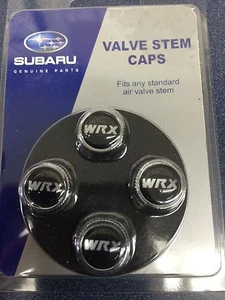 SUBARU
GENUINE PARTS
VALVE STEM
CAPS
Fits any standard
air valve stem
WRX
WRX
WRX
WRX